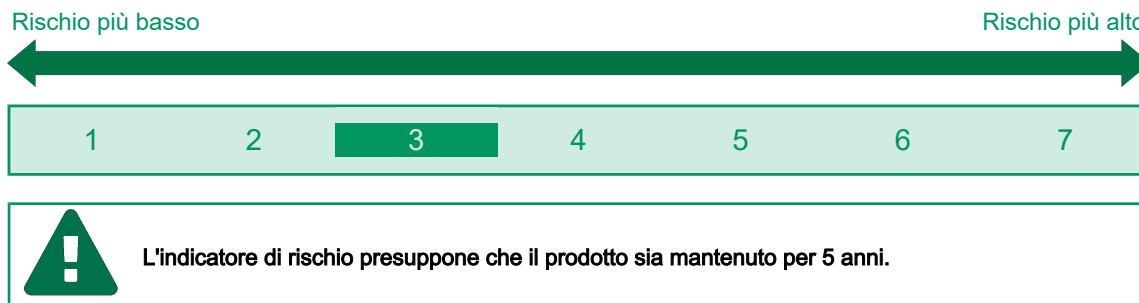 Rischio più basso Rischio più alto
1 2 3 4 5 6 7
L'indicatore di rischio presuppone che il prodotto sia mantenuto per 5 anni.